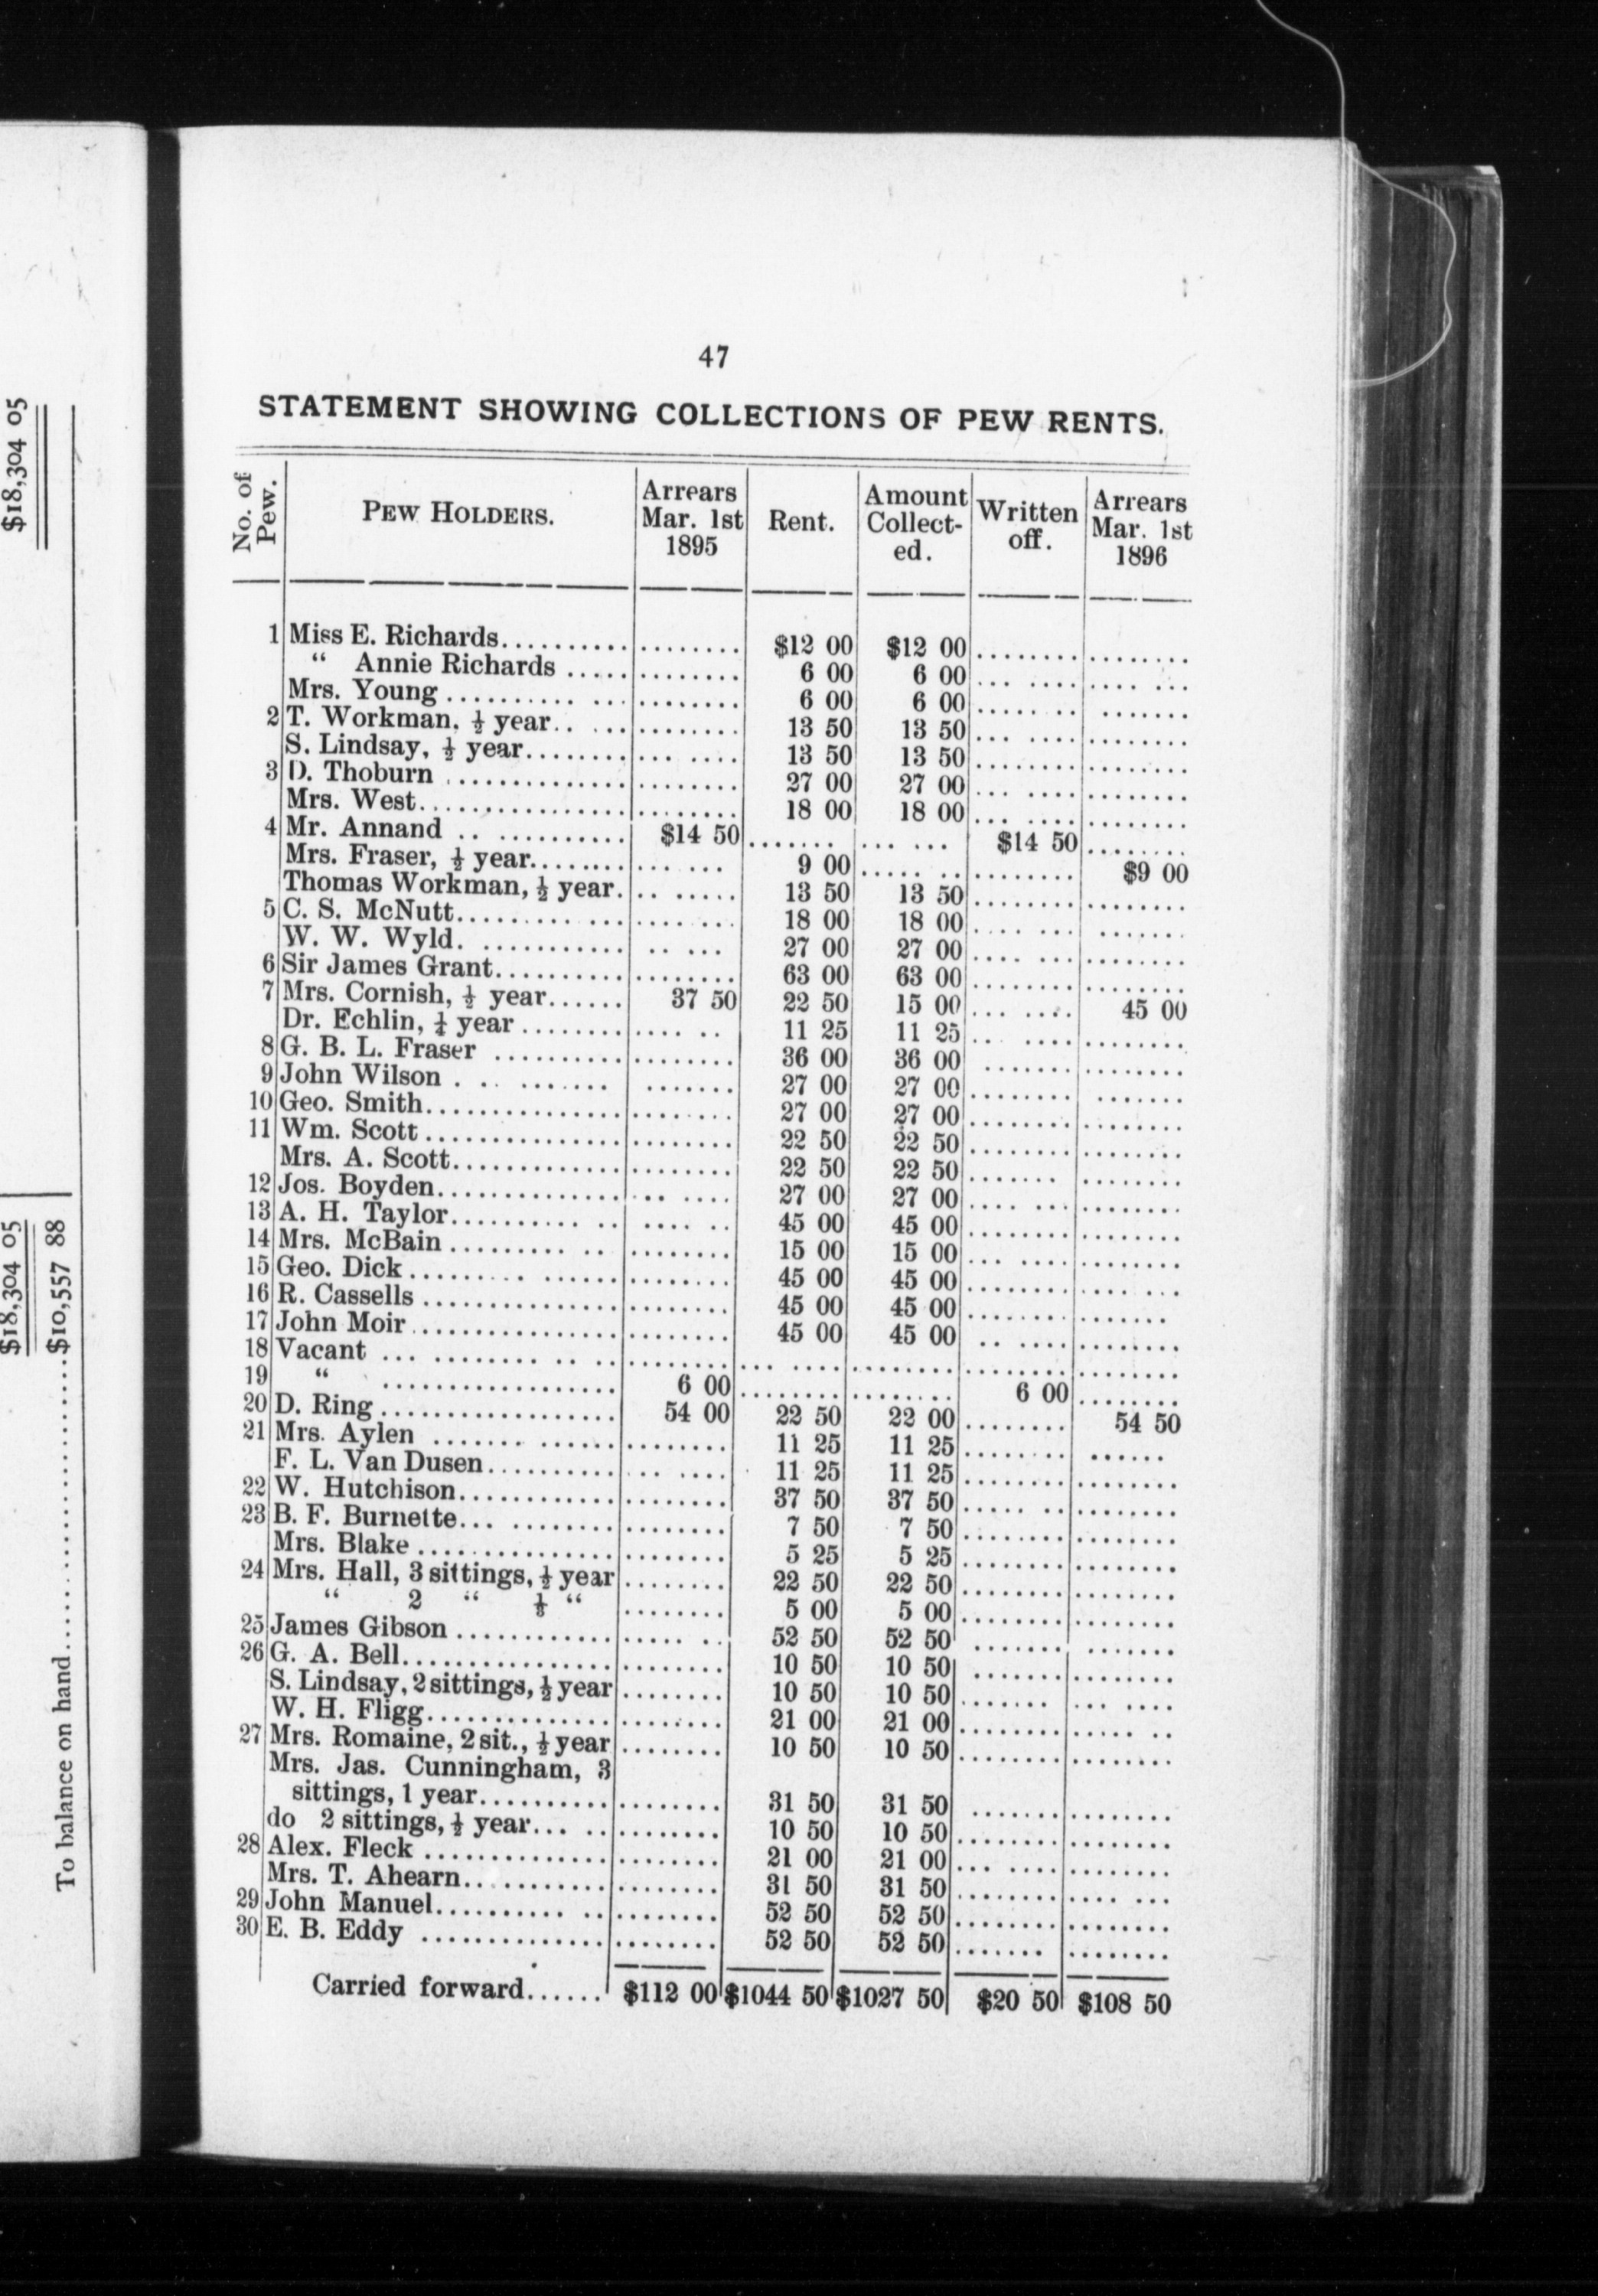 $18,304 05
$18,304 05
To balance on hand............$10,557 88
47
STATEMENT SHOWING COLLECTIONS OF PEW RENTS.
No. of Pew. PEW HOLDERS. Arrears Mar. 1st 1895 Rent. Amount Collect-ed. Written off. Arrears Mar. 1st 1896
1 Miss E. Richards.......... ........ $12 00 $12 00 ........ ........
“ Annie Richards ..... ........ 6 00 6 00 ... .... .... ...
Mrs. Young .......... ... ........ 6 00 6 00 ..... .. .......
2 T. Workman, ½ year.. ... ........ 13 50 13 50 ... .... ........
S. Lindsay, ½ year........ ... .... 13 50 13 50 ........ ........
3 D. Thoburn .............. ........ 27 00 27 00 ... .... ........
Mrs. West................ ........ 18 00 18 00 ... .... ........
4 Mr. Annand .. .......... $14 50 ....... ... ... $14 50 ........
Mrs. Fraser, ½ year........ ... ... 9 00 ..... .. ........ $9 00
Thomas Workman, ½ year. .. ..... 13 50 13 50 ........ ........
5 C. S. McNutt......... ... .... ... 18 00 18 00 .... ... .......
W. W. Wyld. ........... .. ... 27 00 27 00 .... ... ........
6 Sir James Grant.......... ........ 63 00 63 00 ........ ........
7 Mrs. Cornish, ½ year...... 37 50 22 50 15 00 ... .... 45 00
Dr. Echlin, ¼ year ........ .... .. 11 25 11 25 .. .... ........
8 G. B. L. Fraser .......... ........ 36 00 36 00 ....... ........
9 John Wilson . .. ....... ....... 27 00 27 00 ........ .......
10 Geo. Smith............... ........ 27 00 27 00 ........ ........
11 Wm. Scott ............... ........ 22 50 22 50 ........ ........
Mrs. A. Scott............. ........ 22 50 22 50 ....... ........
12 Jos. Boyden.............. .. .... 27 00 27 00 .... ... ........
13 A. H. Taylor.......... .. .... .. 45 00 45 00 ........ ........
14 Mrs. McBain ......... .. ........ 15 00 15 00 ... .... ........
15 Geo. Dick ......... ...... ........ 45 00 45 00 ........ .... ...
16 R. Cassells ............... ........ 45 00 45 00 ........ .......
17 John Moir ................ ........ 45 00 45 00 .. .... ........
18 Vacant ... ........ .. .. ........ ... .... ........ ........ ........
19 “ .................. 6 00 ........ ........ 6 00 ........
20 D. Ring .................. 54 00 22 50 22 00 ........ 54 50
21 Mrs. Aylen ....... ...... ........ 11 25 11 25 ..... .. ......
F. L. Van Dusen.......... ... .... 11 25 11 25 ........ ........
22 W. Hutchison............ ........ 37 50 37 50 ..... .. ........
23 B. F. Burnette... ........ ........ 7 50 7 50 ........ ........
Mrs. Blake ............... ........ 5 25 5 25 ........ ........
24 Mrs. Hall, 3 sittings, ½ year ........ 22 50 22 50 ........ ........
“ 2 “ ⅓ “ ........ 5 00 5 00 ........ ........
25 James Gibson ............ ..... .. 52 50 52 50 ....... .......
26 G. A. Bell................ ........ 10 50 10 50 ....... ........
S. Lindsay, 2 sittings, ½ year ........ 10 50 10 50 ....... ... ....
W. H. Fligg.............. ........ 21 00 21 00 ........ ..... ..
27 Mrs. Romaine, 2 sit., ½ year ........ 10 50 10 50 ........ ........
Mrs. Jas. Cunningham, 3
sittings, 1 year.......... ........ 31 50 31 50 ....... ........
do 2 sittings, ½ year... .. ........ 10 50 10 50 ........ ........
28 Alex. Fleck .............. ........ 21 00 21 00 ... .... ........
Mrs. T. Ahearn........... ........ 31 50 31 50 ........ .... ...
29 John Manuel.......... .. ........ 52 50 52 50 ........ ........
30 E. B. Eddy .............. ........ 52 50 52 50 ....... ........
Carried forward...... $112 00 $1044 50 $1027 50 $20 50 $108 50